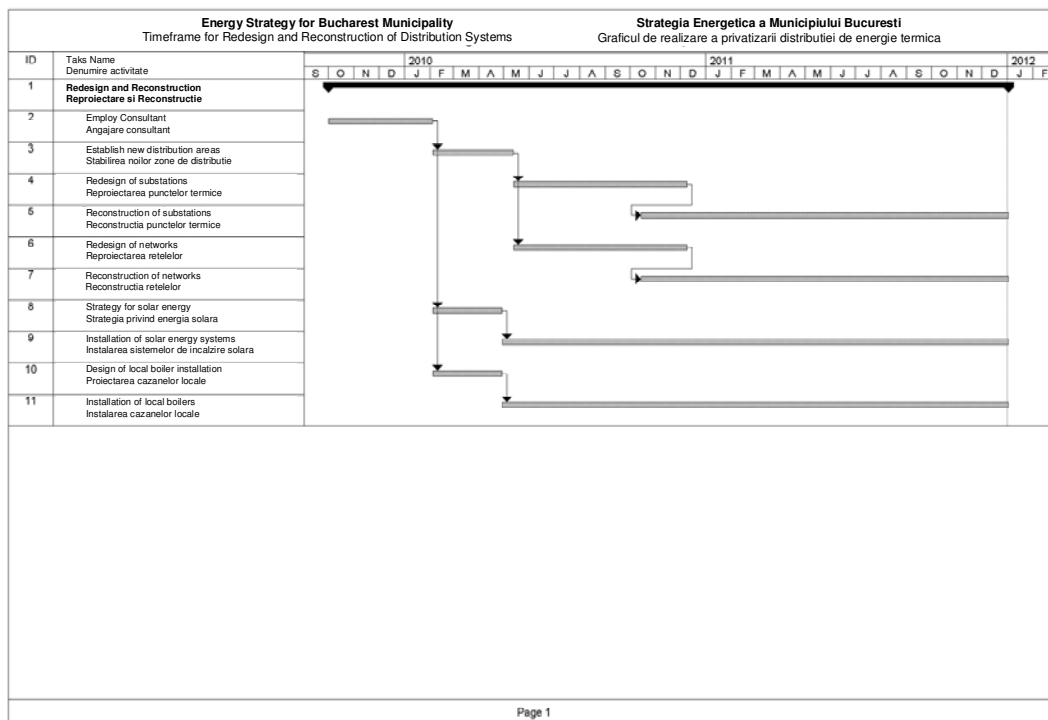 Energy Strategy for Bucharest Municipality
Timeframe for Redesign and Reconstruction of Distribution Systems
Strategia Energetica a Municipiului Bucuresti
Graficul de realizare a privatizarii distributiei de energie termica
ID
Taks Name
Denumire activitate
2010 2011 2012
S O N D J F M A M J J A S O N D J F M A M J J A S O N D J F
1
Redesign and Reconstruction
Reproiectare si Reconstructie
2
Employ Consultant
Angajare consultant
3
Establish new distribution areas
Stabilirea noilor zone de distributie
4
Redesign of substations
Reproiectarea punctelor termice
5
Reconstruction of substations
Reconstructia punctelor termice
6
Redesign of networks
Reproiectarea retelelor
7
Reconstruction of networks
Reconstructia retelelor
8
Strategy for solar energy
Strategia privind energia solara
9
Installation of solar energy systems
Instalarea sistemelor de incalzire solara
10
Design of local boiler installation
Proiectarea cazanelor locale
11
Installation of local boilers
Instalarea cazanelor locale
Page 1